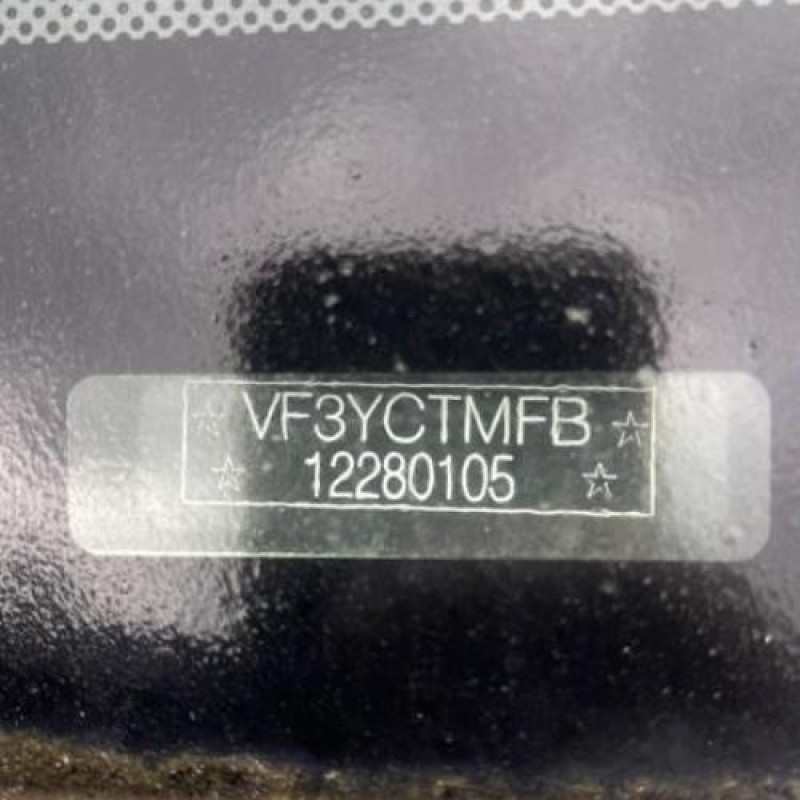 ☆ VF3YCTMFB ☆
☆ 12280105 ☆